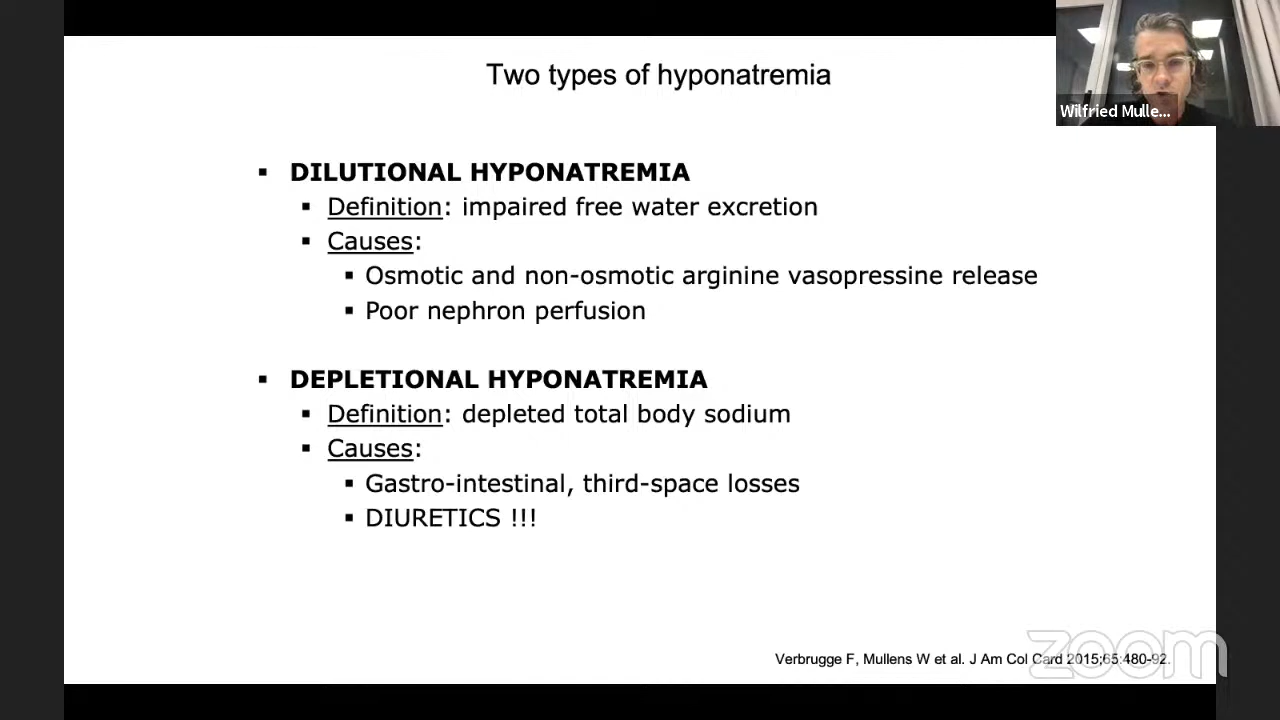 Two types of hyponatremia
Wilfried Mulle...
▪ DILUTIONAL HYPONATREMIA
▪ Definition: impaired free water excretion
▪ Causes:
▪ Osmotic and non-osmotic arginine vasopressine release
▪ Poor nephron perfusion
▪ DEPLETIONAL HYPONATREMIA
▪ Definition: depleted total body sodium
▪ Causes:
▪ Gastro-intestinal, third-space losses
▪ DIURETICS !!!
Verbrugge F, Mullens W et al. J Am Col Card 2015;65:480-92.
zoom